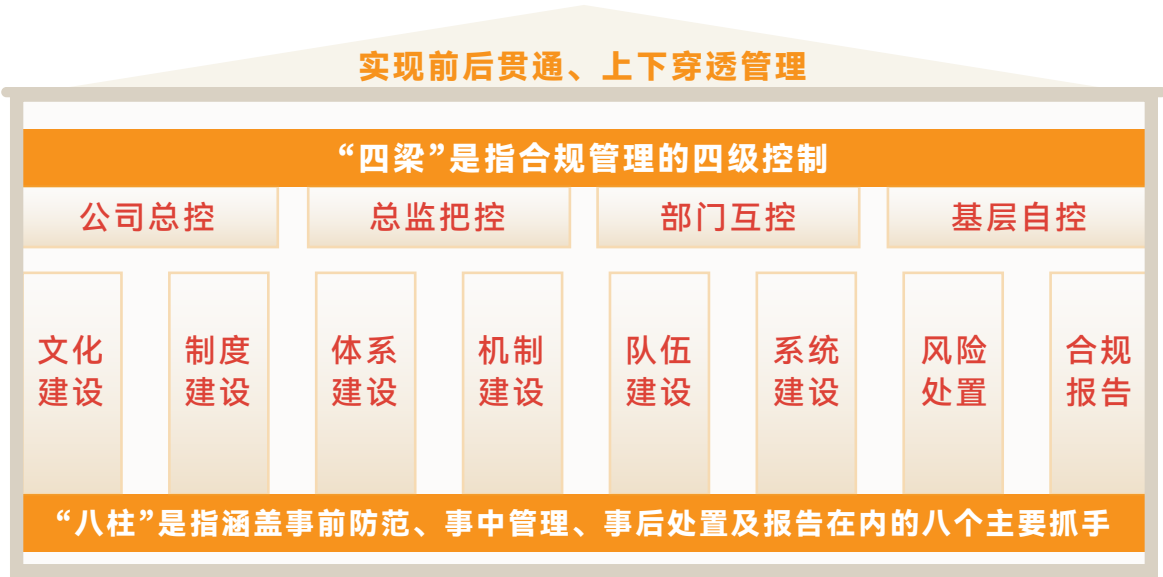 实现前后贯通、上下穿透管理
“四梁”是指合规管理的四级控制
公司总控
总监把控
部门互控
基层自控
文化
建设
制度
建设
体系
建设
机制
建设
队伍
建设
系统
建设
风险
处置
合规
报告
“八柱”是指涵盖事前防范、事中管理、事后处置及报告在内的八个主要抓手